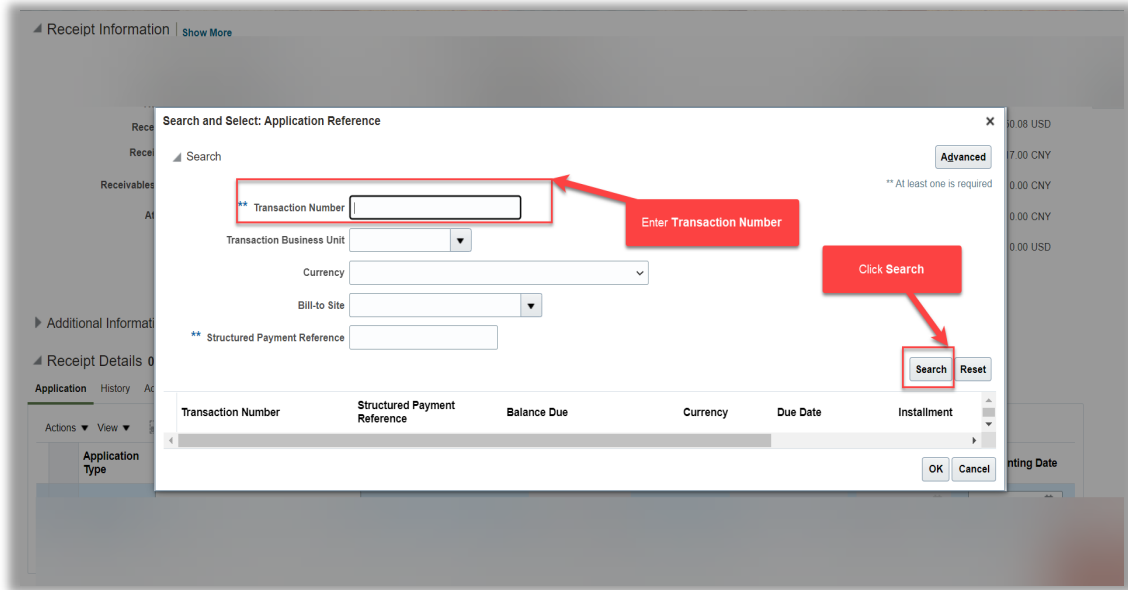 Receipt Information Show More
Search and Select: Application Reference
Search
Advanced
** At least one is required
** Transaction Number
Enter Transaction Number
Transaction Business Unit
Click Search
Currency
Bill-to Site
** Structured Payment Reference
Search Reset
Transaction Number Structured Payment Reference Balance Due Currency Due Date Installment
OK Cancel
Rece
Recei
Receivables
At
0.08 USD
7.00 CNY
0.00 CNY
0.00 CNY
0.00 USD
Additional Informati
Receipt Details 0
Application History Ac
Actions View
Application
Type
nting Date